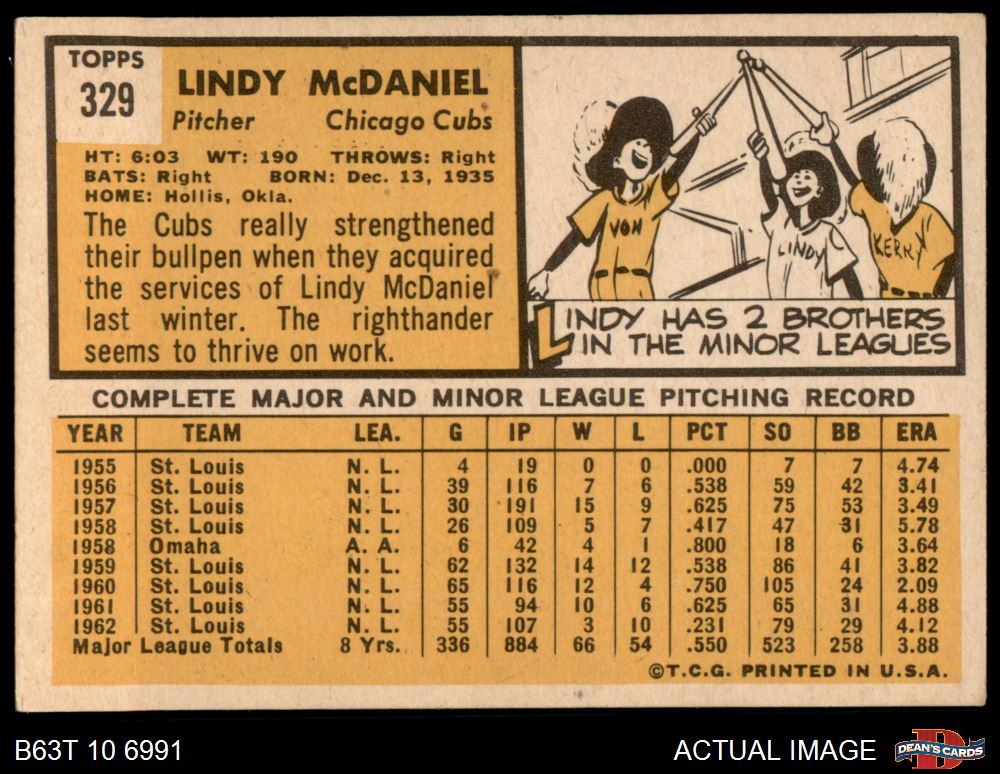 TOPPS
329
LINDY McDANIEL
Pitcher Chicago Cubs
HT: 6:03 WT: 190 THROWS: Right
BATS: Right BORN: Dec. 13, 1935
HOME: Hollis, Okla.
The Cubs really strengthened
their bullpen when they acquired
the services of Lindy McDaniel
last winter. The righthander
seems to thrive on work.
VON
LINDY
KERRY
LINDY HAS 2 BROTHERS
IN THE MINOR LEAGUES
COMPLETE MAJOR AND MINOR LEAGUE PITCHING RECORD
YEAR TEAM LEA. G IP W L PCT SO BB ERA
1955 St. Louis N. L. 4 19 0 0 .000 7 7 4.74
1956 St. Louis N. L. 39 116 7 6 .538 59 42 3.41
1957 St. Louis N. L. 30 191 15 9 .625 75 53 3.49
1958 St. Louis N. L. 26 109 5 7 .417 47 31 5.78
1958 Omaha A. A. 6 42 4 1 .800 18 6 3.64
1959 St. Louis N. L. 62 132 14 12 .538 86 41 3.82
1960 St. Louis N. L. 65 116 12 4 .750 105 24 2.09
1961 St. Louis N. L. 55 94 10 6 .625 65 31 4.88
1962 St. Louis N. L. 55 107 3 10 .231 79 29 4.12
Major League Totals 8 Yrs. 336 884 66 54 .550 523 258 3.88
©T.C.G. PRINTED IN U.S.A.
B63T 10 6991
ACTUAL IMAGE
D
DEAN'S CARDS